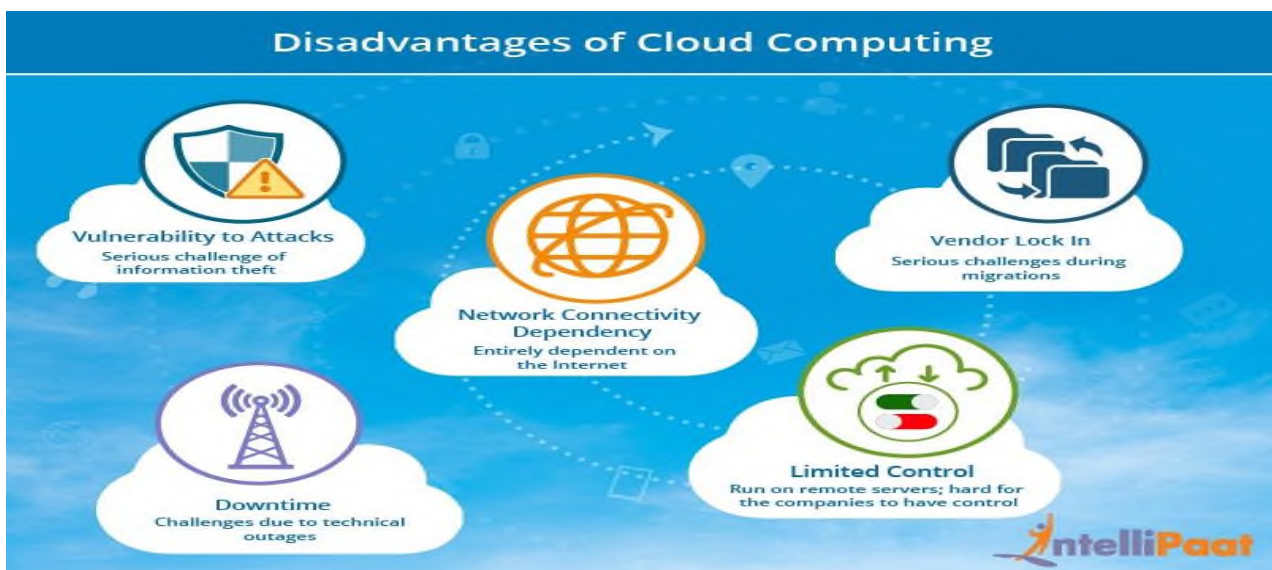 Disadvantages of Cloud Computing
Vulnerability to Attacks
Serious challenge of
information theft
Vendor Lock In
Serious challenges during
migrations
Network Connectivity
Dependency
Entirely dependent on
the Internet
Downtime
Challenges due to technical
outages
Limited Control
Run on remote servers; hard for
the companies to have control
IntelliPaat